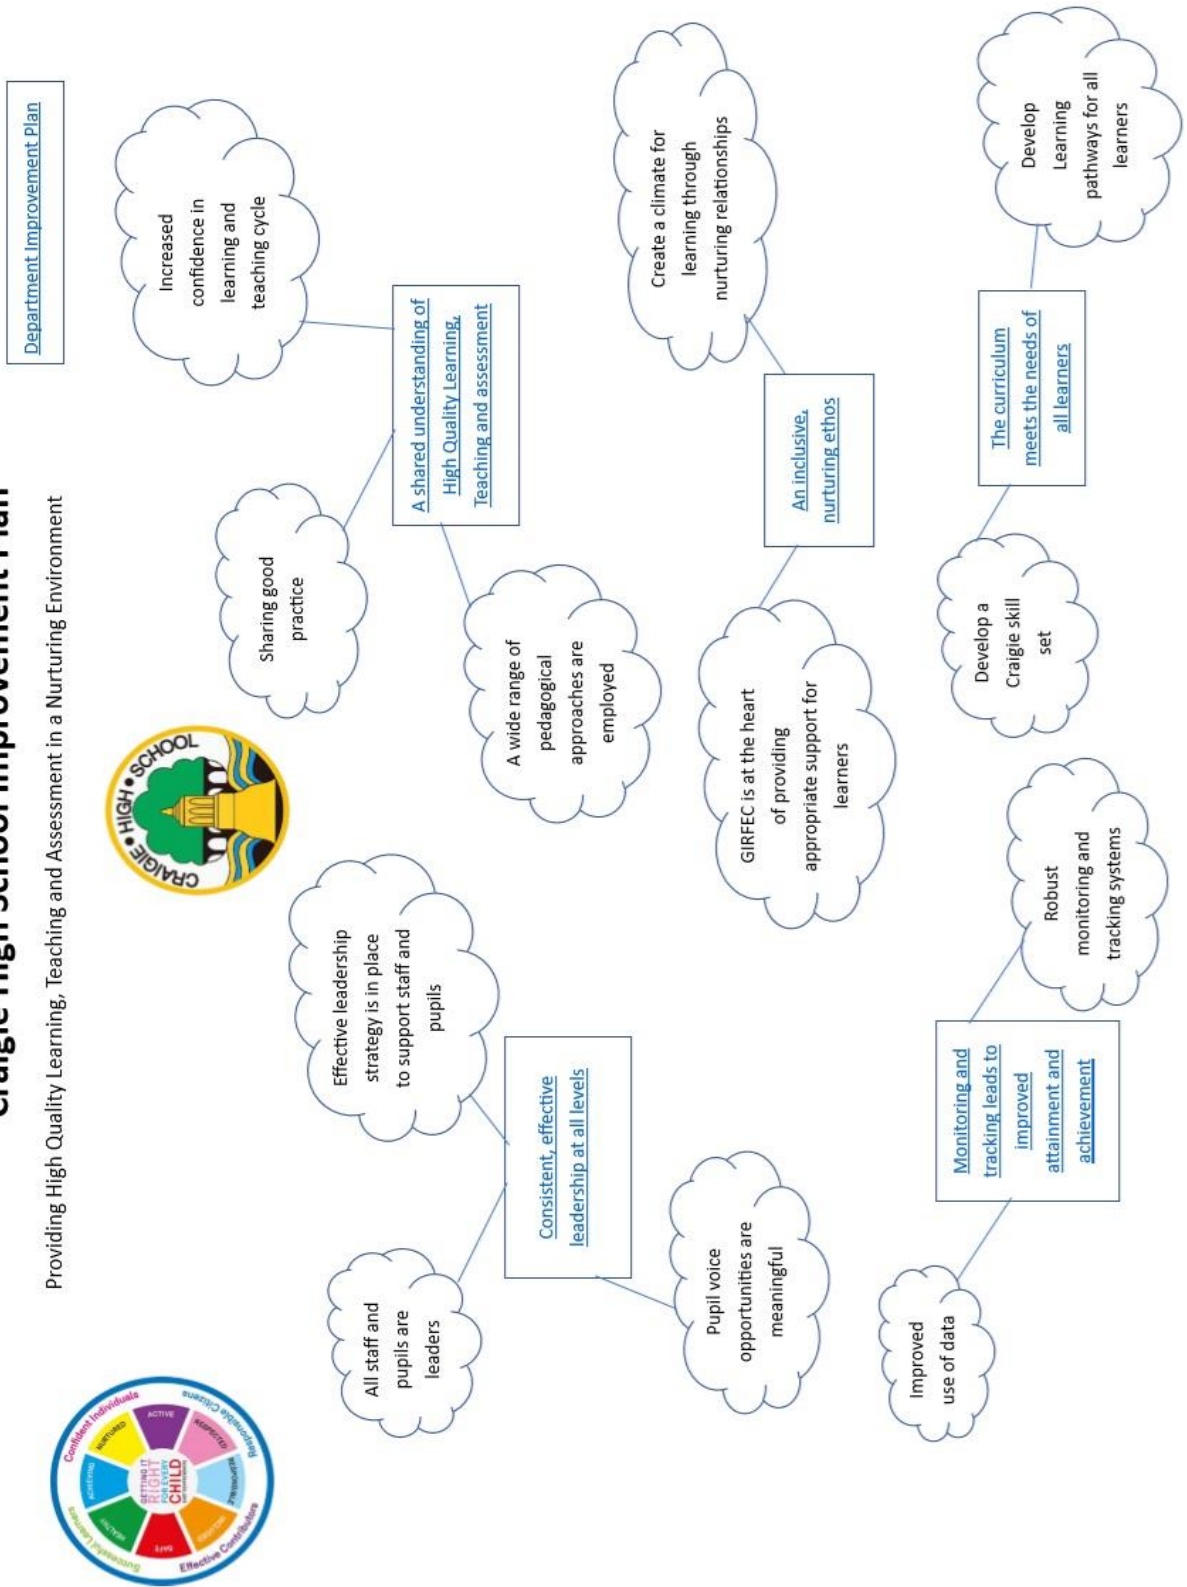 Craigie High School Improvement Plan
Providing High Quality Learning, Teaching and Assessment in a Nurturing Environment
Department Improvement Plan
Confident Individuals
Responsible Citizens
Effective Contributors
Successful Learners
ACHIEVING
NURTURED
ACTIVE
RESPECTED
RESPONSIBLE
INCLUDED
SAFE
HEALTHY
GETTING IT
RIGHT
FOR EVERY
CHILD
CRAIGIE • HIGH • SCHOOL
All staff and
pupils are
leaders
Effective leadership
strategy is in place
to support staff and
pupils
Consistent, effective
leadership at all levels
Pupil voice
opportunities are
meaningful
Sharing good
practice
Increased
confidence in
learning and
teaching cycle
A shared understanding of
High Quality Learning,
Teaching and assessment
A wide range of
pedagogical
approaches are
employed
Create a climate for
learning through
nurturing relationships
An inclusive,
nurturing ethos
GIRFEC is at the heart
of providing
appropriate support for
learners
Improved
use of data
Monitoring and
tracking leads to
improved
attainment and
achievement
Robust
monitoring and
tracking systems
Develop a
Craigie skill
set
The curriculum
meets the needs of
all learners
Develop
Learning
pathways for all
learners